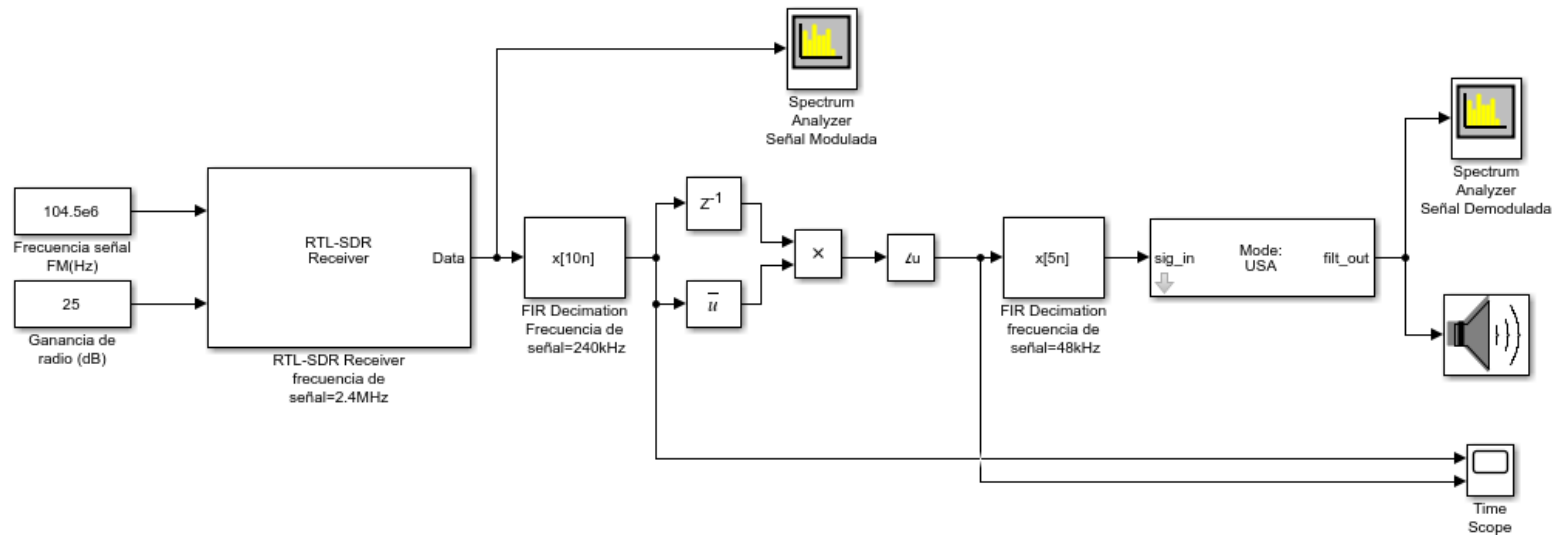 Spectrum
Analyzer
Señal Modulada
104.5e6
Frecuencia señal
FM(Hz)
25
Ganancia de
radio (dB)
RTL-SDR
Receiver
Data
RTL-SDR Receiver
frecuencia de
señal=2.4MHz
x[10n]
FIR Decimation
Frecuencia de
señal=240kHz
Z-1
u
×
∠u
x[5n]
FIR Decimation
frecuencia de
señal=48kHz
sig_in
Mode:
USA
filt_out
Spectrum
Analyzer
Señal Demodulada
Time
Scope